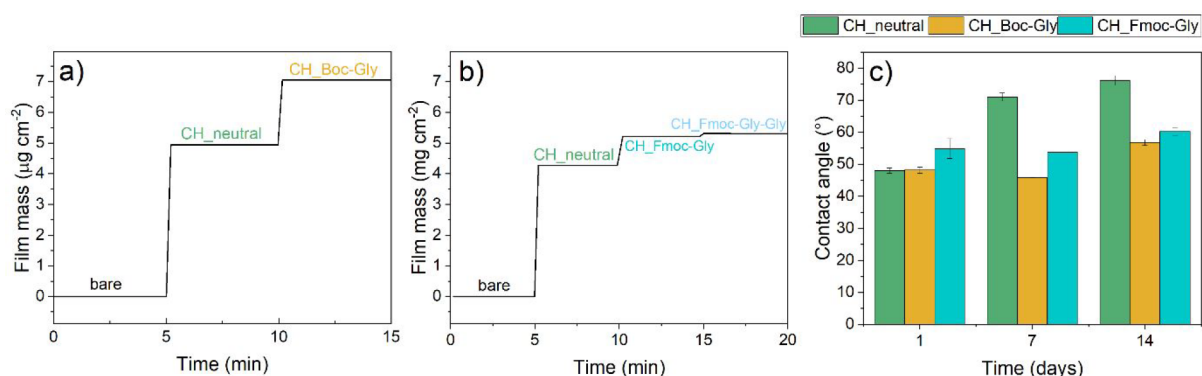 CH_neutral CH_Boc-Gly CH_Fmoc-Gly
a)
CH_Boc-Gly
CH_neutral
bare
Film mass (μg cm-2)
7
6
5
4
3
2
1
0
0 5 10 15
Time (min)
b)
CH_Fmoc-Gly-Gly
CH_neutral
CH_Fmoc-Gly
bare
Film mass (mg cm-2)
7
6
5
4
3
2
1
0
0 5 10 15 20
Time (min)
c)
Contact angle (°)
80
70
60
50
40
30
20
10
0
1 7 14
Time (days)